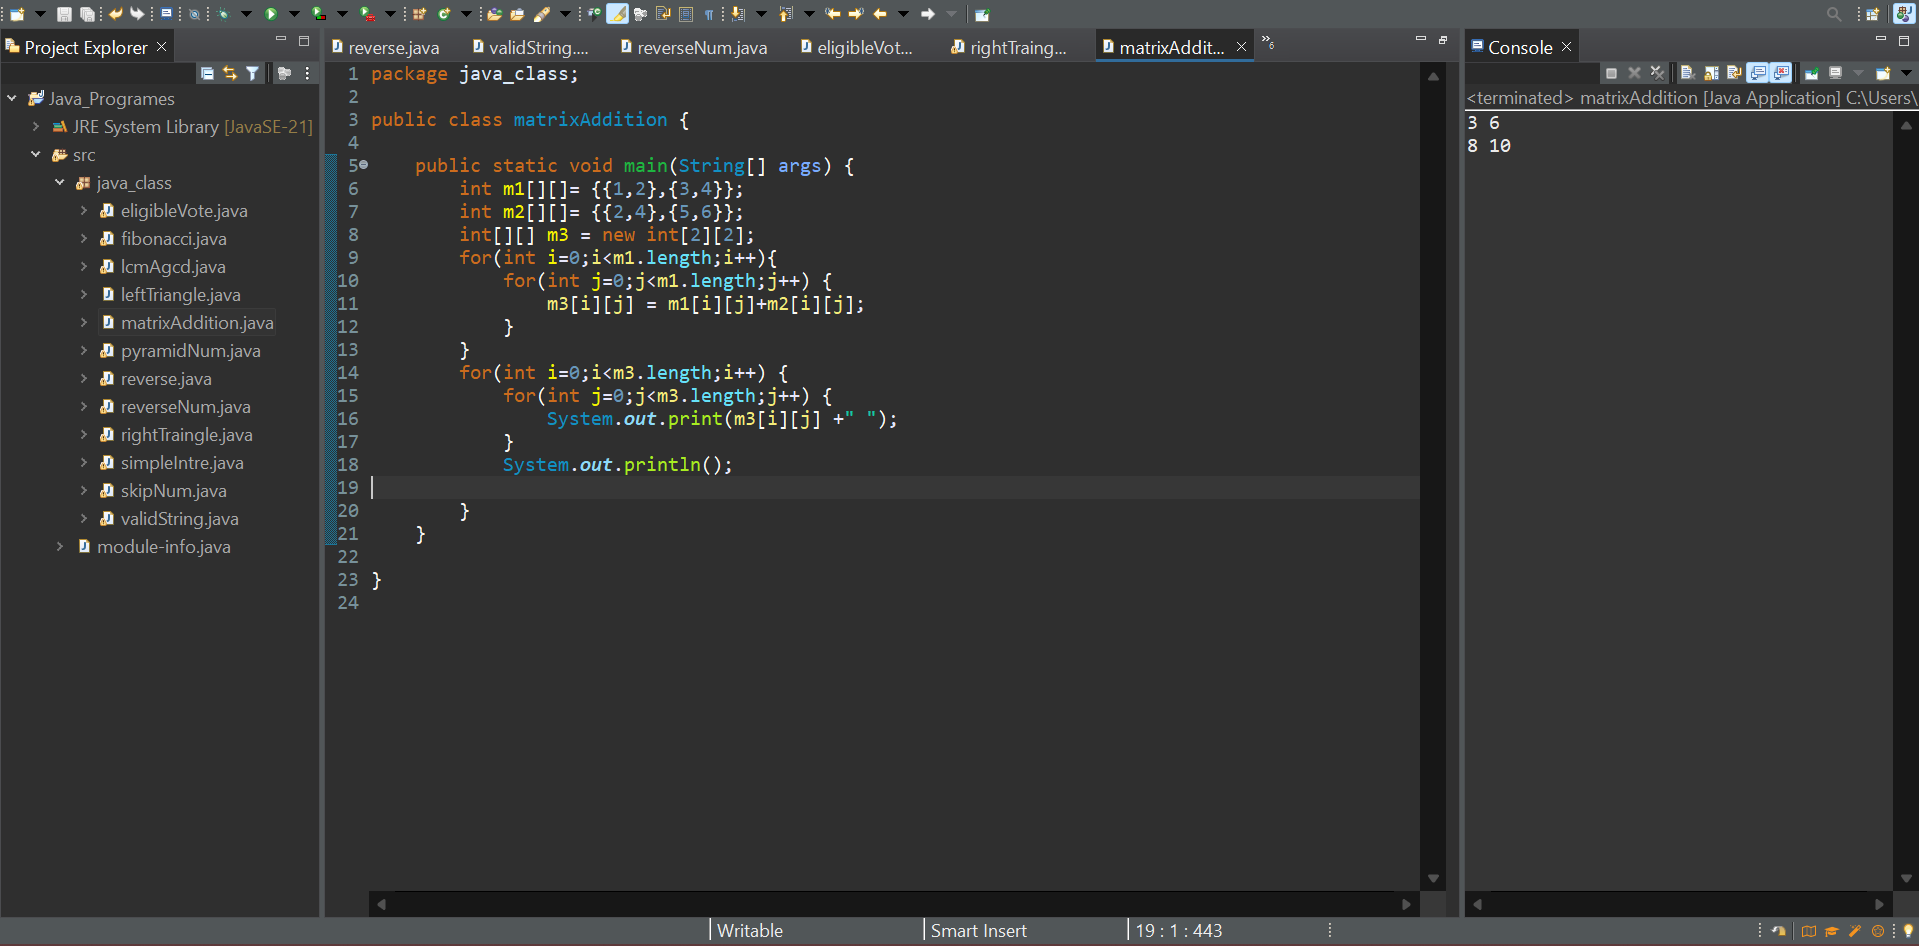 Project Explorer
Java_Programes
JRE System Library [JavaSE-21]
src
java_class
eligibleVote.java
fibonacci.java
lcmAgcd.java
leftTriangle.java
matrixAddition.java
pyramidNum.java
reverse.java
reverseNum.java
rightTraingle.java
simpleIntre.java
skipNum.java
validString.java
module-info.java
reverse.java validString.... reverseNum.java eligibleVot... rightTraing... matrixAddit... »6
1 package java_class;
2
3 public class matrixAddition {
4
5 public static void main(String[] args) {
6 int m1[][]= {{1,2},{3,4}};
7 int m2[][]= {{2,4},{5,6}};
8 int[][] m3 = new int[2][2];
9 for(int i=0;i<m1.length;i++){
10 for(int j=0;j<m1.length;j++) {
11 m3[i][j] = m1[i][j]+m2[i][j];
12 }
13 }
14 for(int i=0;i<m3.length;i++) {
15 for(int j=0;j<m3.length;j++) {
16 System.out.print(m3[i][j] +" ");
17 }
18 System.out.println();
19
20 }
21 }
22
23 }
24
Console
<terminated> matrixAddition [Java Application] C:\Users\
3 6
8 10
Writable Smart Insert 19 : 1 : 443